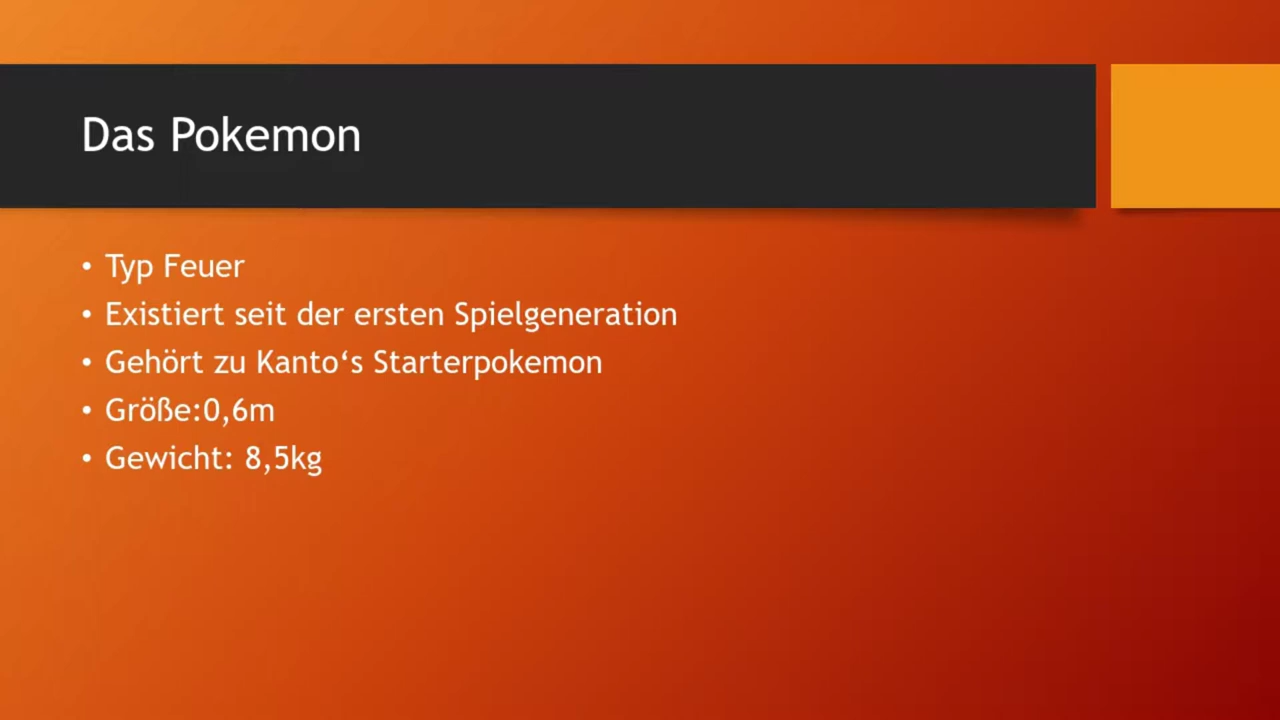 Das Pokemon
• Typ Feuer
• Existiert seit der ersten Spielgeneration
• Gehört zu Kanto‘s Starterpokemon
• Größe:0,6m
• Gewicht: 8,5kg